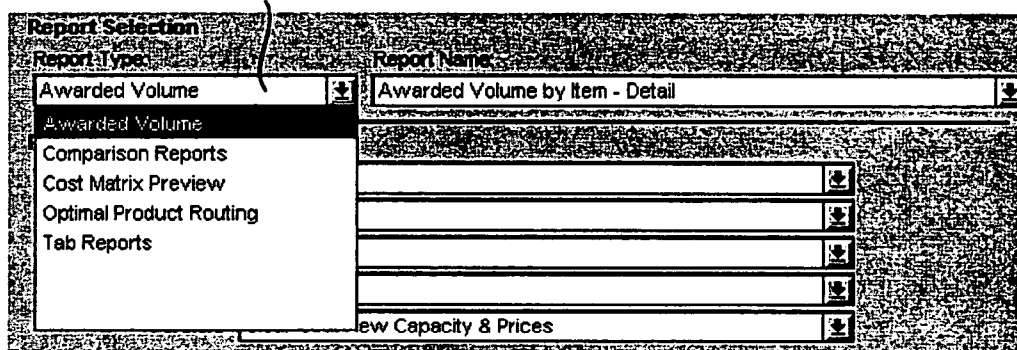 Report Selection
Report Type: Report Name:
Awarded Volume Awarded Volume by Item - Detail
Awarded Volume
Comparison Reports
Cost Matrix Preview
Optimal Product Routing
Tab Reports
Capacity & Prices